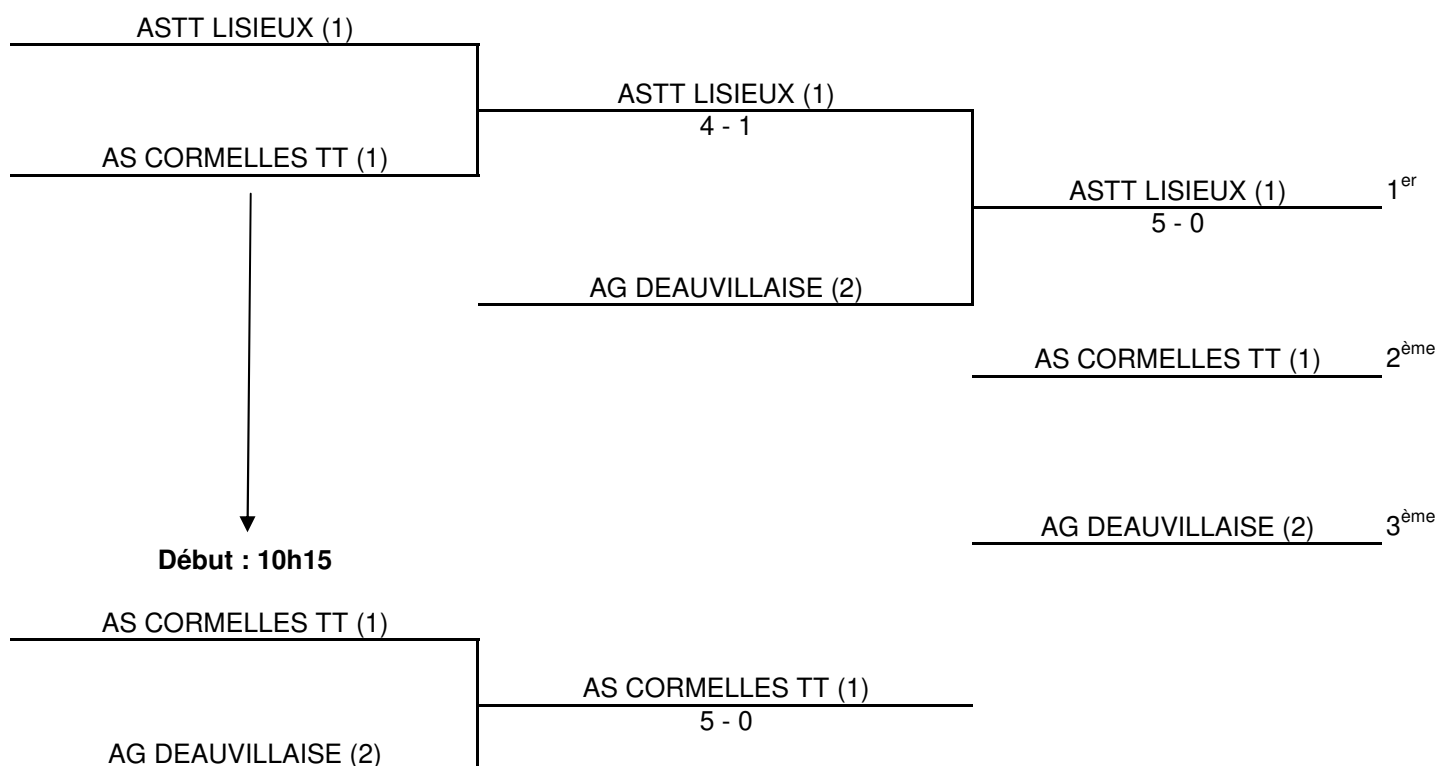 ASTT LISIEUX (1)
ASTT LISIEUX (1)
4 - 1
AS CORMELLES TT (1)
ASTT LISIEUX (1) 1er
5 - 0
AG DEAUVILLAISE (2)
AS CORMELLES TT (1) 2ème
AG DEAUVILLAISE (2) 3ème
Début : 10h15
AS CORMELLES TT (1)
AS CORMELLES TT (1)
5 - 0
AG DEAUVILLAISE (2)